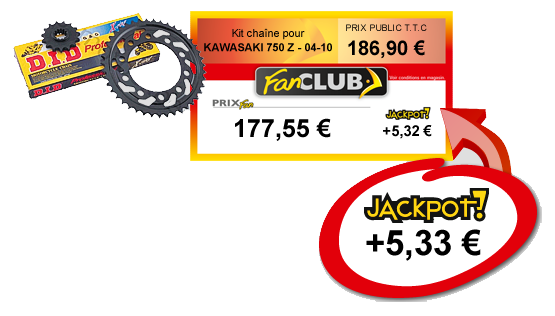 D.I.D
Kit chaîne pour
KAWASAKI 750 Z - 04-10
PRIX PUBLIC T.T.C
186,90 €
FanCLUB
Voir conditions en magasin
PRIX Fan
177,55 €
JACKPOT!
+5,32 €
JACKPOT!
+5,33 €